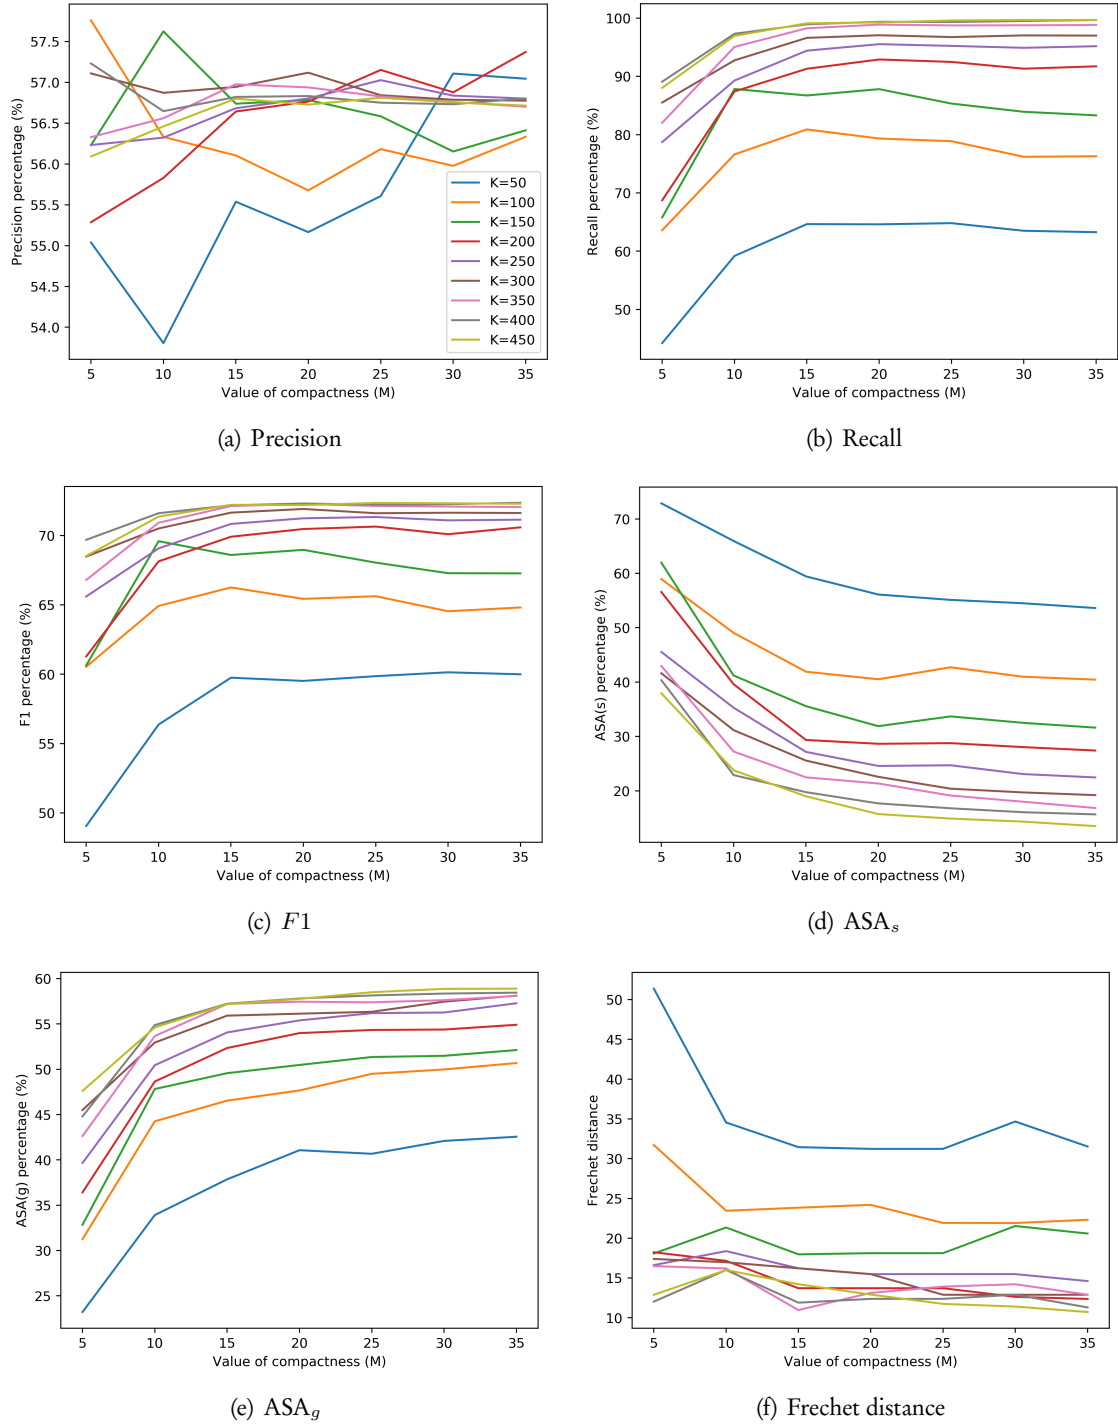 57.5
57.0
56.5
56.0
55.5
55.0
54.5
54.0
Precision percentage (%)
K=50
K=100
K=150
K=200
K=250
K=300
K=350
K=400
K=450
5 10 15 20 25 30 35
Value of compactness (M)
(a) Precision
100
90
80
70
60
50
Recall percentage (%)
5 10 15 20 25 30 35
Value of compactness (M)
(b) Recall
70
65
60
55
50
F1 percentage (%)
5 10 15 20 25 30 35
Value of compactness (M)
(c) F1
70
60
50
40
30
20
ASA(s) percentage (%)
5 10 15 20 25 30 35
Value of compactness (M)
(d) ASAₛ
60
55
50
45
40
35
30
25
ASA(g) percentage (%)
5 10 15 20 25 30 35
Value of compactness (M)
(e) ASA_g
50
45
40
35
30
25
20
15
10
Frechet distance
5 10 15 20 25 30 35
Value of compactness (M)
(f) Frechet distance